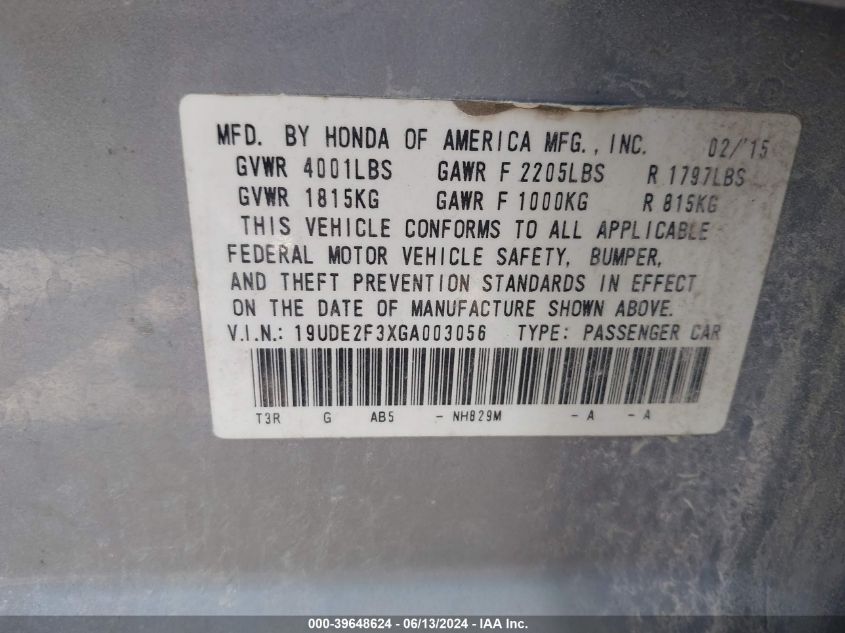 MFD. BY HONDA OF AMERICA MFG., INC. 02/'15
GVWR 4001LBS GAWR F 2205LBS R 1797LBS
GVWR 1815KG GAWR F 1000KG R 815KG
THIS VEHICLE CONFORMS TO ALL APPLICABLE
FEDERAL MOTOR VEHICLE SAFETY, BUMPER,
AND THEFT PREVENTION STANDARDS IN EFFECT
ON THE DATE OF MANUFACTURE SHOWN ABOVE.
V.I.N.: 19UDE2F3XGA003056 TYPE: PASSENGER CAR
T3R G AB5 - NH829M - A - A
000-39648624 - 06/13/2024 - IAA Inc.